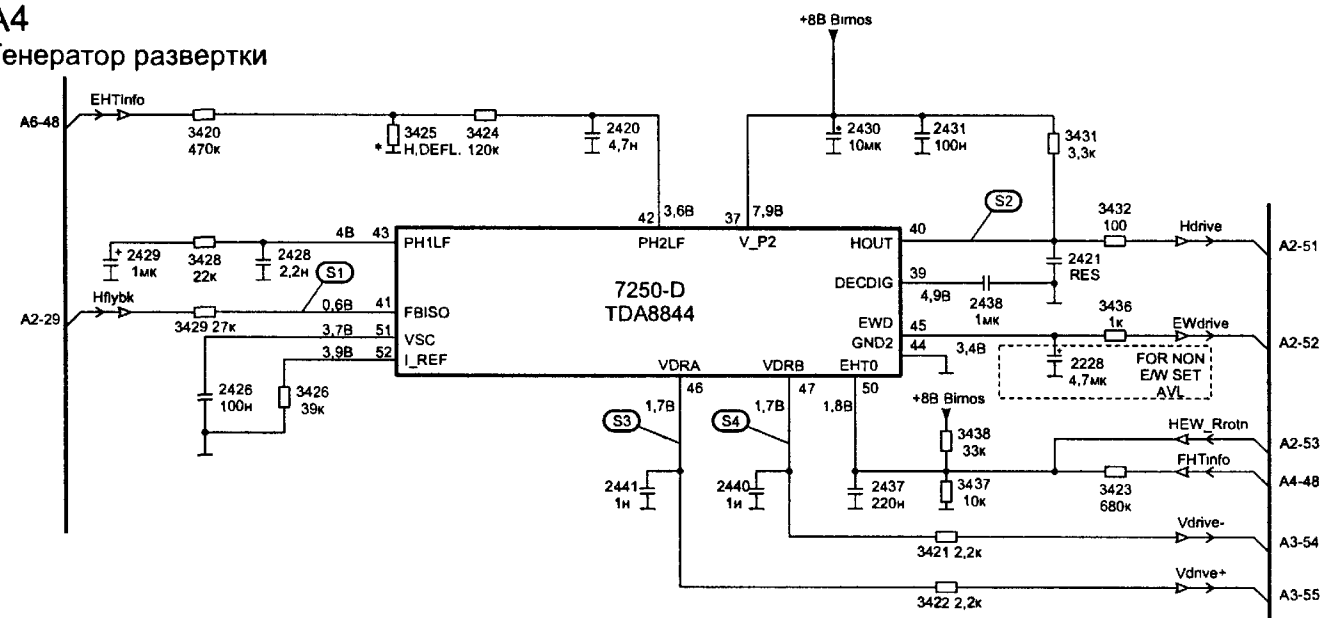 A4
Генератор развертки
+8В Bimos
EHTinfo
A6-48
3420
470к
3425
* H,DEFL.
3424
120к
2420
4,7н
2430
10мк
2431
100н
3431
3,3к
42 3,6В
37 7,9В
S2
3432
100
Hdrive
A2-51
2429
1мк
3428
22к
2428
2,2н
4В 43
PH1LF
PH2LF
V_P2
HOUT
40
S1
2421
RES
Hflybk
A2-29
3429 27к
0,6В 41
FBISO
7250-D
TDA8844
DECDIG
39
4,9В
2438
1мк
3,7В 51
VSC
3,9В 52
I_REF
EWD
45
GND2
44
3,4В
3436
1к
EWdrive
A2-52
2228
4,7мк
FOR NON
E/W SET
AVL
2426
100н
3426
39к
VDRA
VDRB
EHT0
46
47
50
1,7В
1,7В
1,8В
S3
S4
+8В Bimos
3438
33к
HEW_Rrotn
A2-53
FHTinfo
A4-48
2441
1н
2440
1и
2437
220н
3437
10к
3423
680к
Vdrive-
A3-54
3421 2,2к
Vdrive+
A3-55
3422 2,2к